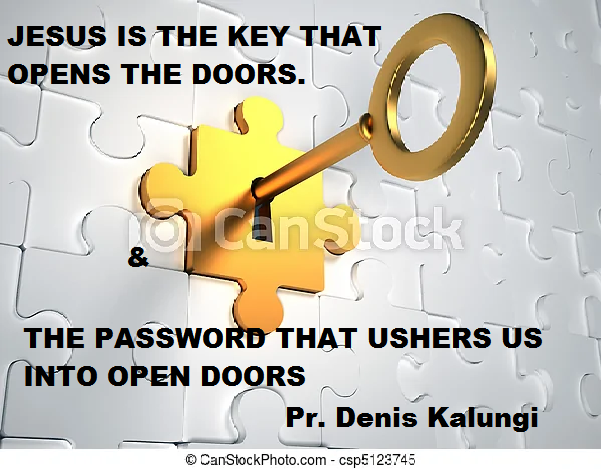 JESUS IS THE KEY THAT
OPENS THE DOORS.
CanStock
&
THE PASSWORD THAT USHERS US
INTO OPEN DOORS
Pr. Denis Kalungi
© CanStockPhoto.com - csp5123745